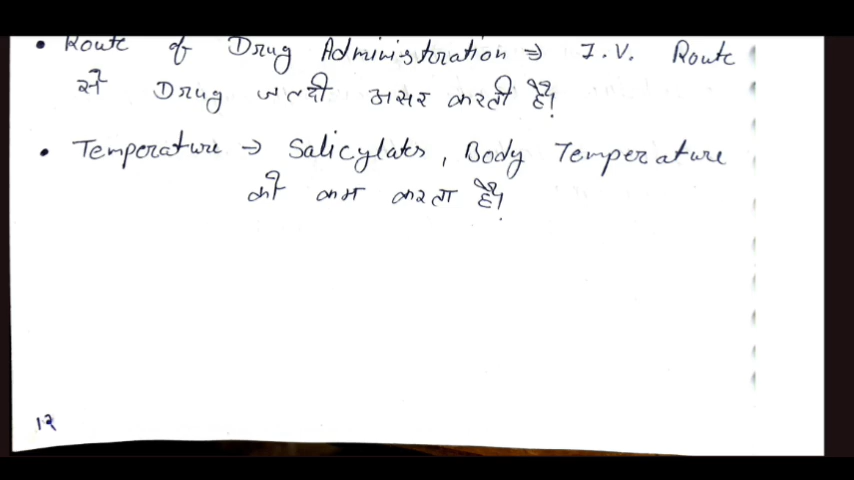 • Route of Drug Administration ⇒ I.V. Route
से Drug जल्दी असर करती है।
• Temperature → Salicylates, Body Temperature
को कम करता है।
12